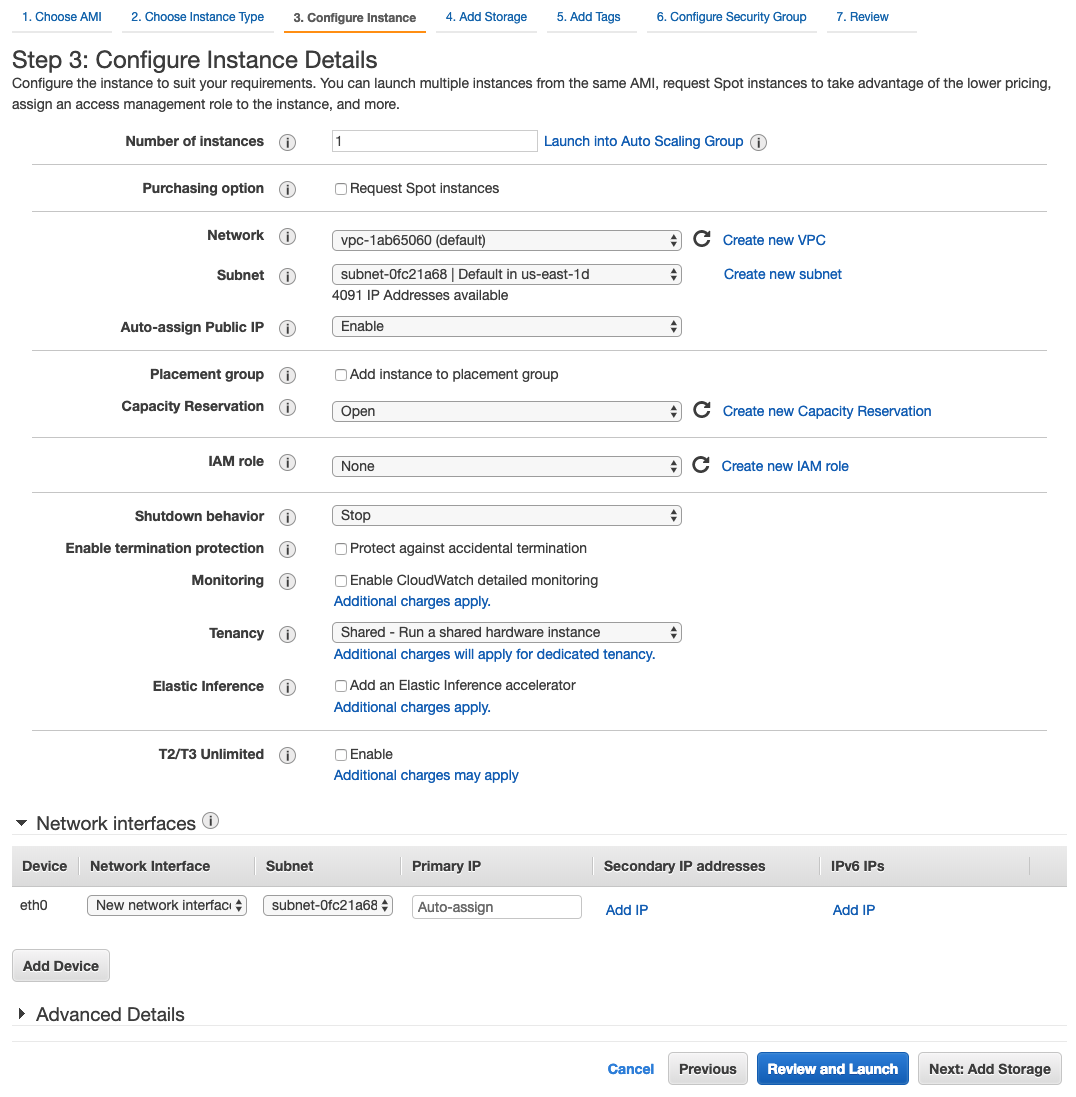 1. Choose AMI 2. Choose Instance Type 3. Configure Instance 4. Add Storage 5. Add Tags 6. Configure Security Group 7. Review
Step 3: Configure Instance Details
Configure the instance to suit your requirements. You can launch multiple instances from the same AMI, request Spot instances to take advantage of the lower pricing,
assign an access management role to the instance, and more.
Number of instances i 1 Launch into Auto Scaling Group i
Purchasing option i Request Spot instances
Network i vpc-1ab65060 (default) Create new VPC
Subnet i subnet-0fc21a68 | Default in us-east-1d Create new subnet
4091 IP Addresses available
Auto-assign Public IP i Enable
Placement group i Add instance to placement group
Capacity Reservation i Open Create new Capacity Reservation
IAM role i None Create new IAM role
Shutdown behavior i Stop
Enable termination protection i Protect against accidental termination
Monitoring i Enable CloudWatch detailed monitoring
Additional charges apply.
Tenancy i Shared - Run a shared hardware instance
Additional charges will apply for dedicated tenancy.
Elastic Inference i Add an Elastic Inference accelerator
Additional charges apply.
T2/T3 Unlimited i Enable
Additional charges may apply
Network interfaces i
Device Network Interface Subnet Primary IP Secondary IP addresses IPv6 IPs
eth0 New network interfac subnet-0fc21a68 Auto-assign Add IP Add IP
Add Device
Advanced Details
Cancel Previous Review and Launch Next: Add Storage